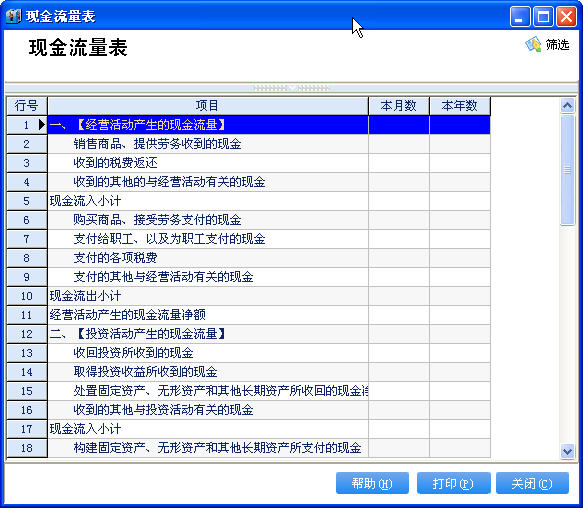 现金流量表
现金流量表
筛选
行号 项目 本月数 本年数
1 一、【经营活动产生的现金流量】
2 销售商品、提供劳务收到的现金
3 收到的税费返还
4 收到的其他的与经营活动有关的现金
5 现金流入小计
6 购买商品、接受劳务支付的现金
7 支付给职工、以及为职工支付的现金
8 支付的各项税费
9 支付的其他与经营活动有关的现金
10 现金流出小计
11 经营活动产生的现金流量净额
12 二、【投资活动产生的现金流量】
13 收回投资所收到的现金
14 取得投资收益所收到的现金
15 处置固定资产、无形资产和其他长期资产所收回的现金净
16 收到的其他与投资活动有关的现金
17 现金流入小计
18 构建固定资产、无形资产和其他长期资产所支付的现金
帮助(H) 打印(P) 关闭(C)